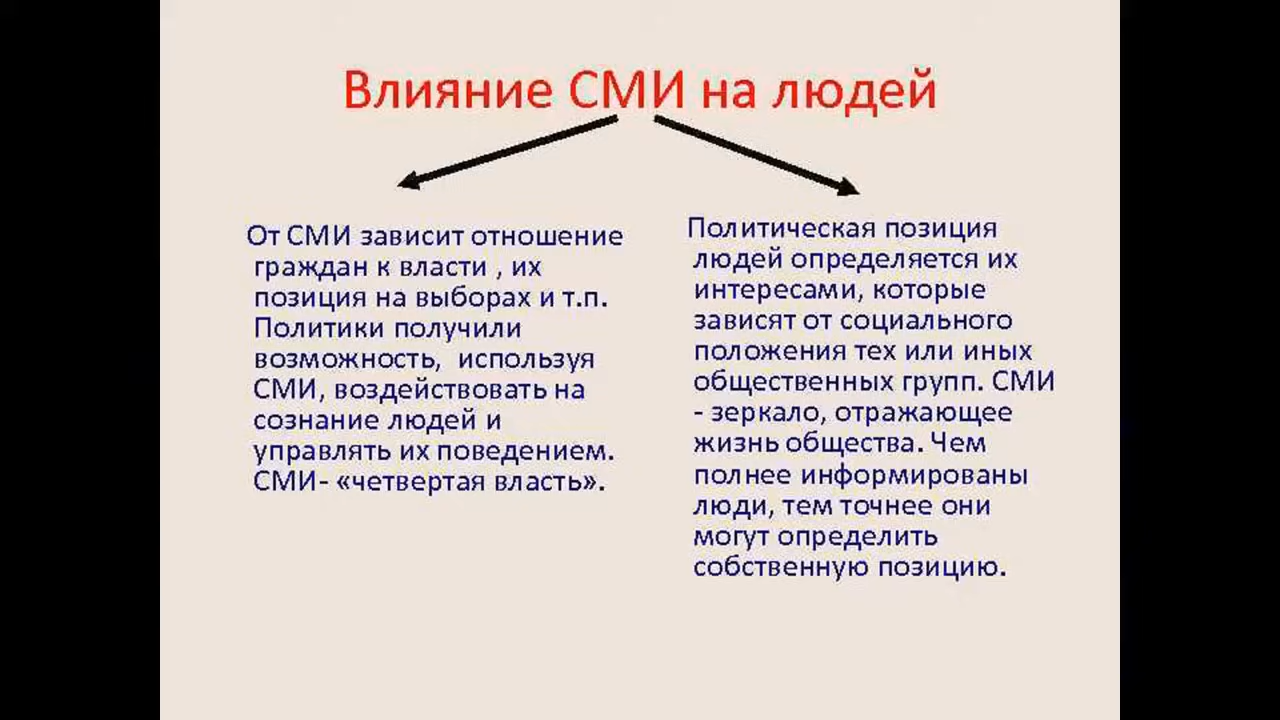 Влияние СМИ на людей
От СМИ зависит отношение
граждан к власти , их
позиция на выборах и т.п.
Политики получили
возможность, используя
СМИ, воздействовать на
сознание людей и
управлять их поведением.
СМИ- «четвертая власть».
Политическая позиция
людей определяется их
интересами, которые
зависят от социального
положения тех или иных
общественных групп. СМИ
- зеркало, отражающее
жизнь общества. Чем
полнее информированы
люди, тем точнее они
могут определить
собственную позицию.